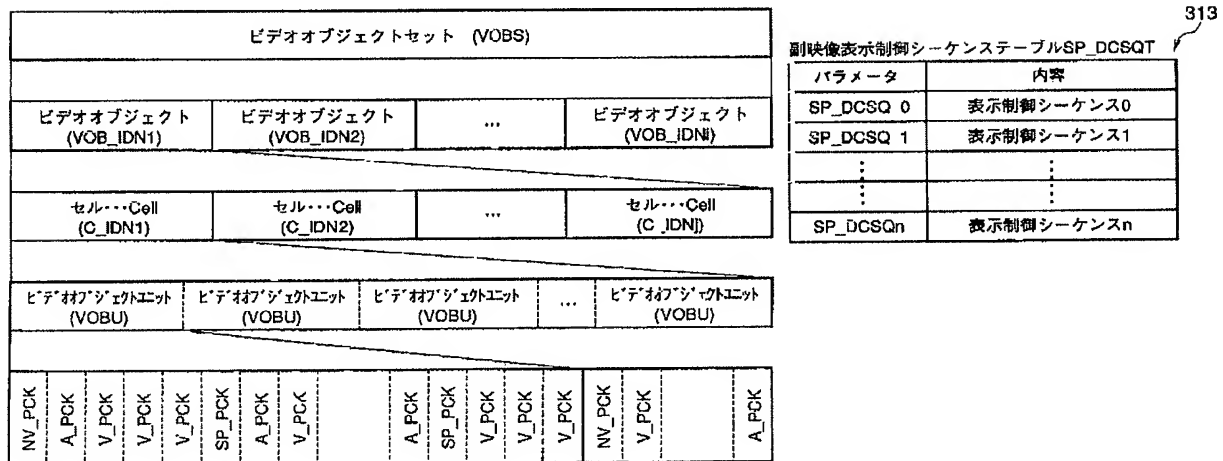 ビデオオブジェクトセット (VOBS)
ビデオオブジェクト ビデオオブジェクト … ビデオオブジェクト
(VOB_IDN1) (VOB_IDN2) (VOB_IDNi)
セル・・・Cell セル・・・Cell … セル・・・Cell
(C_IDN1) (C_IDN2) (C_IDNj)
ビデオオブジェクトユニット ビデオオブジェクトユニット ビデオオブジェクトユニット … ビデオオブジェクトユニット
(VOBU) (VOBU) (VOBU) (VOBU)
NV_PCK
A_PCK
V_PCK
V_PCK
V_PCK
SP_PCK
A_PCK
V_PCK
A_PCK
SP_PCK
V_PCK
V_PCK
V_PCK
NV_PCK
V_PCK
A_PCK
313
副映像表示制御シーケンステーブルSP_DCSQT
パラメータ 内容
SP_DCSQ 0 表示制御シーケンス0
SP_DCSQ 1 表示制御シーケンス1
SP_DCSQn 表示制御シーケンスn